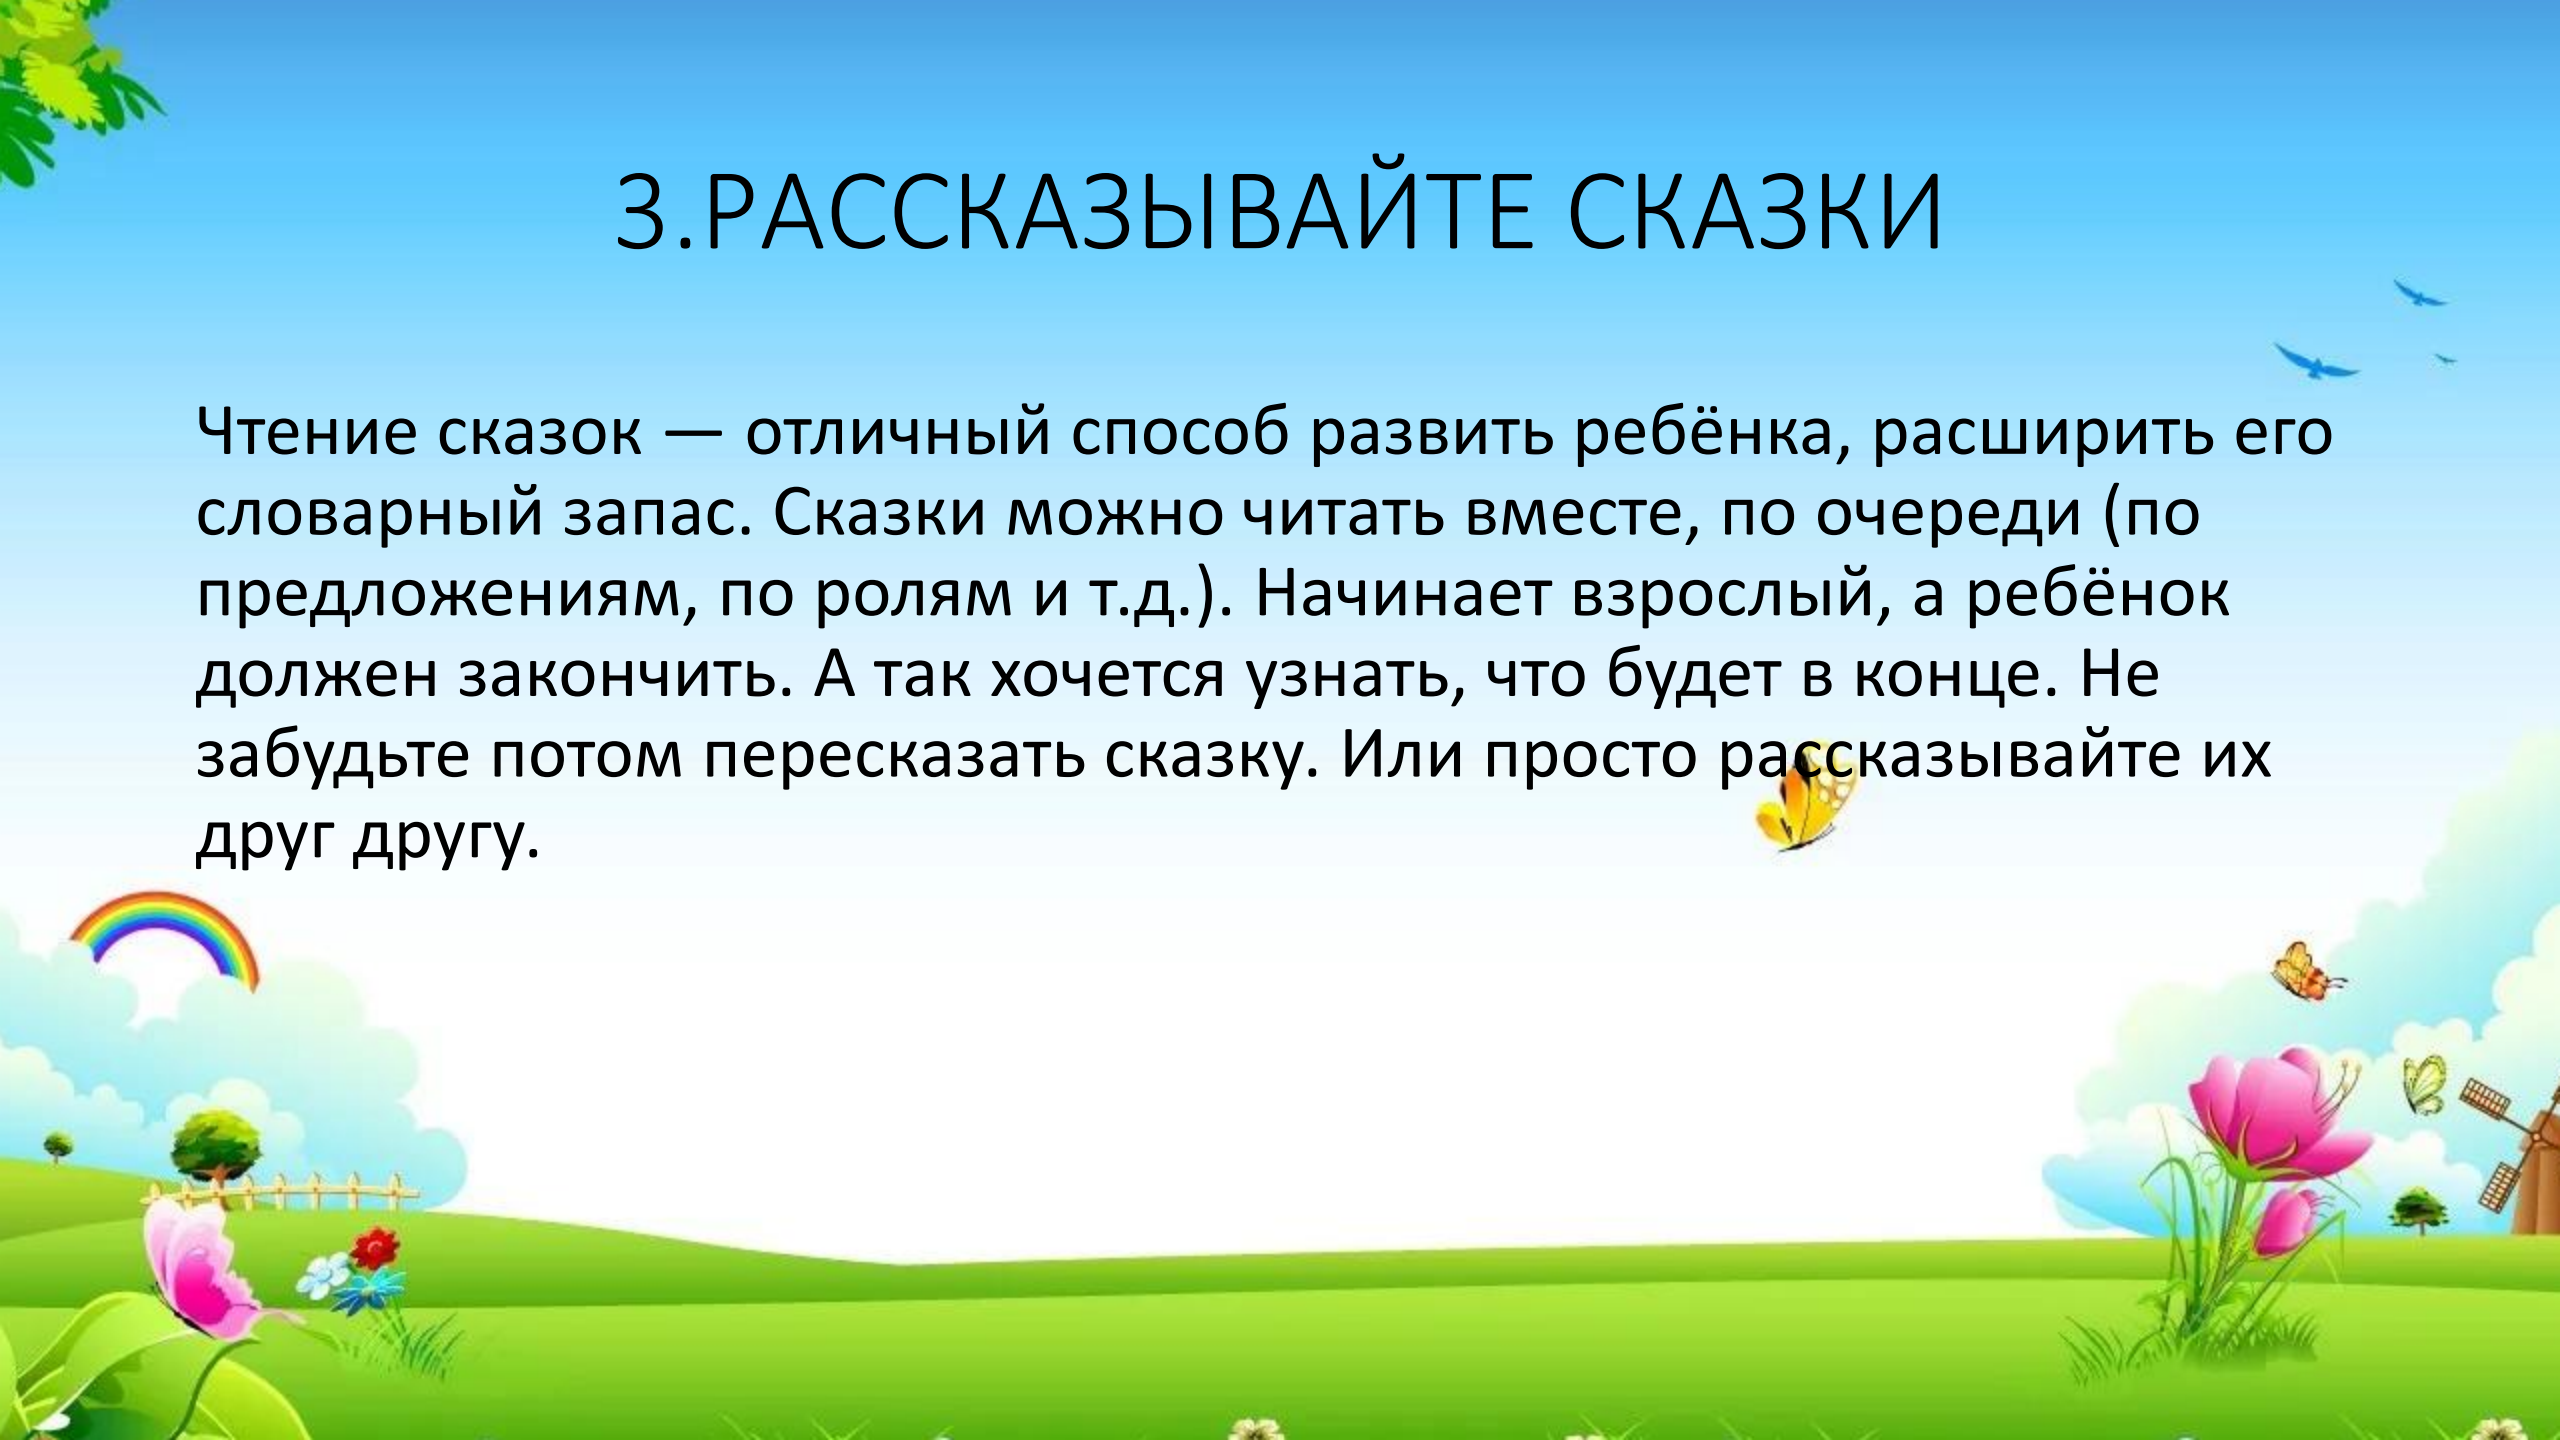 3.РАССКАЗЫВАЙТЕ СКАЗКИ
Чтение сказок — отличный способ развить ребёнка, расширить его
словарный запас. Сказки можно читать вместе, по очереди (по
предложениям, по ролям и т.д.). Начинает взрослый, а ребёнок
должен закончить. А так хочется узнать, что будет в конце. Не
забудьте потом пересказать сказку. Или просто рассказывайте их
друг другу.